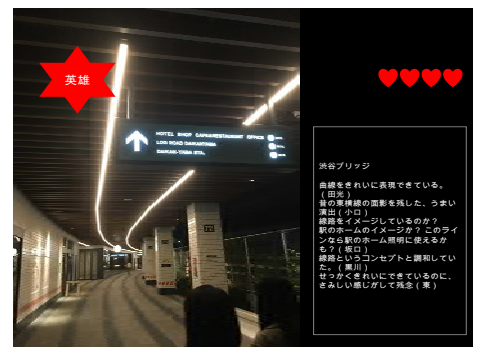 英雄
HOTEL SHOP CAFE&RESTAURANT OFFICE
LOG ROAD DAIKANYAMA
DAIKAN-YAMA STA.
渋谷ブリッジ
曲線をきれいに表現できている。
(田光)
昔の東横線の面影を残した、うまい
演出(小口)
線路をイメージしているのか?
駅のホームのイメージか? このライ
ンなら駅のホーム照明に使えるか
も?(坂口)
線路というコンセプトと調和してい
た。(黒川)
せっかくきれいにできているのに、
さみしい感じがして残念(東)